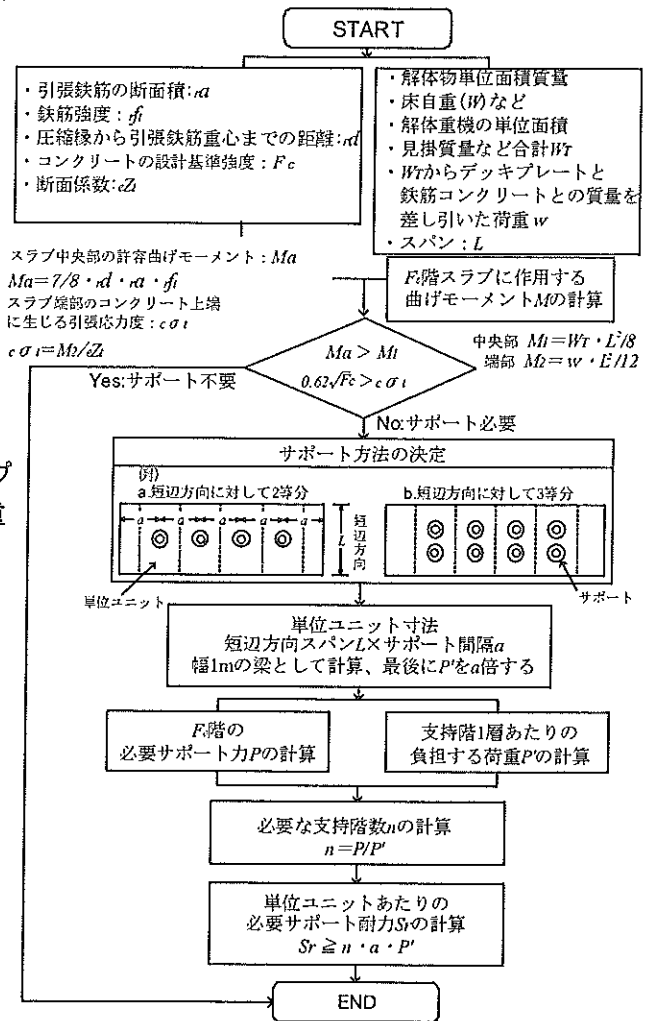 START
・引張鉄筋の断面積:ra
・鉄筋強度:rft
・圧縮縁から引張鉄筋重心までの距離:rd
・コンクリートの設計基準強度:Fc
・断面係数:cZt
・解体物単位面積質量
・床自重(W)など
・解体重機の単位面積
・見掛質量など合計WT
・WTからデッキプレートと
鉄筋コンクリートとの質量を
差し引いた荷重w
・スパン:L
スラブ中央部の許容曲げモーメント:Ma
Ma=7/8・rd・ra・rft
スラブ端部のコンクリート上端
に生じる引張応力度:cσt
cσt=M2/cZt
階スラブに作用する
曲げモーメントMの計算
中央部 M1=WT・L²/8
端部 M2=w・L²/12
Ma>M1
0.62√Fc>cσt
Yes:サポート不要
No:サポート必要
プ
サポート方法の決定
(例)
a.短辺方向に対して2等分
b.短辺方向に対して3等分
a a a a a
L
短辺方向
単位ユニット
サポート
単位ユニット寸法
短辺方向スパンL×サポート間隔a
幅1mの梁として計算、最後にP'をa倍する
階の
必要サポート力Pの計算
支持階1層あたりの
負担する荷重P'の計算
必要な支持階数nの計算
n=P/P'
単位ユニットあたりの
必要サポート耐力Srの計算
Sr≧n・a・P'
END